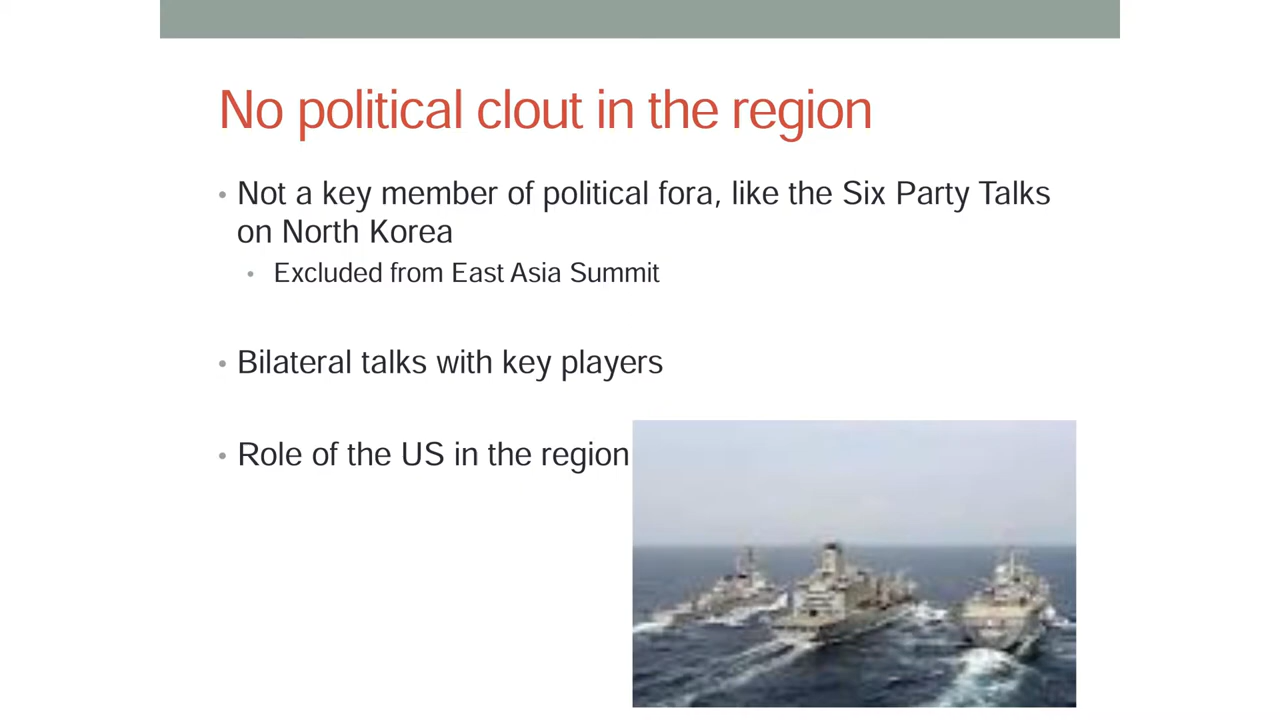 No political clout in the region
• Not a key member of political fora, like the Six Party Talks
on North Korea
• Excluded from East Asia Summit
• Bilateral talks with key players
• Role of the US in the region